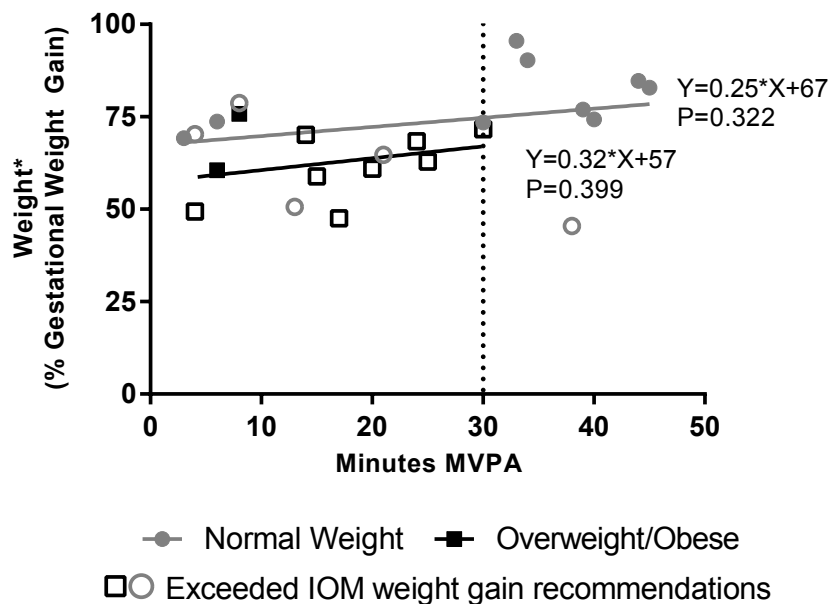 100
75
50
25
0
0 10 20 30 40 50
Weight*
(% Gestational Weight Gain)
Y=0.25*X+67
P=0.322
Y=0.32*X+57
P=0.399
Minutes MVPA
Normal Weight Overweight/Obese
Exceeded IOM weight gain recommendations